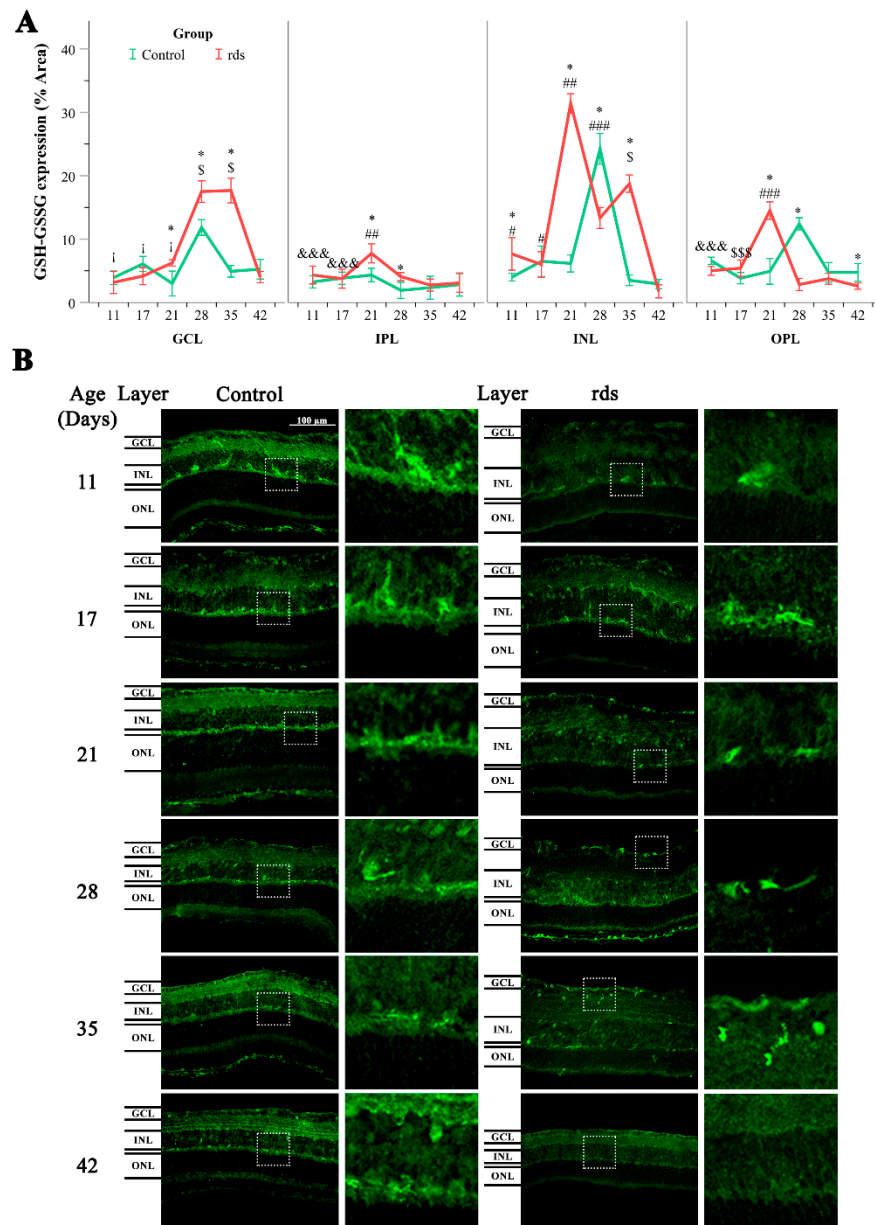 A
Group
Control rds
GSH-GSSG expression (% Area)
40
30
20
10
0
¡ ¡ * ¡ * $ * $
&&& &&& * ## *
* # # * ## * ### * $
&&& $$$ * ### * *
11 17 21 28 35 42 11 17 21 28 35 42 11 17 21 28 35 42 11 17 21 28 35 42
GCL IPL INL OPL
B
Age Layer Control Layer rds
(Days)
100 µm
11
GCL
INL
ONL
GCL
INL
ONL
17
GCL
INL
ONL
GCL
INL
ONL
21
GCL
INL
ONL
GCL
INL
ONL
28
GCL
INL
ONL
GCL
INL
ONL
35
GCL
INL
ONL
GCL
INL
ONL
42
GCL
INL
ONL
GCL
INL
ONL